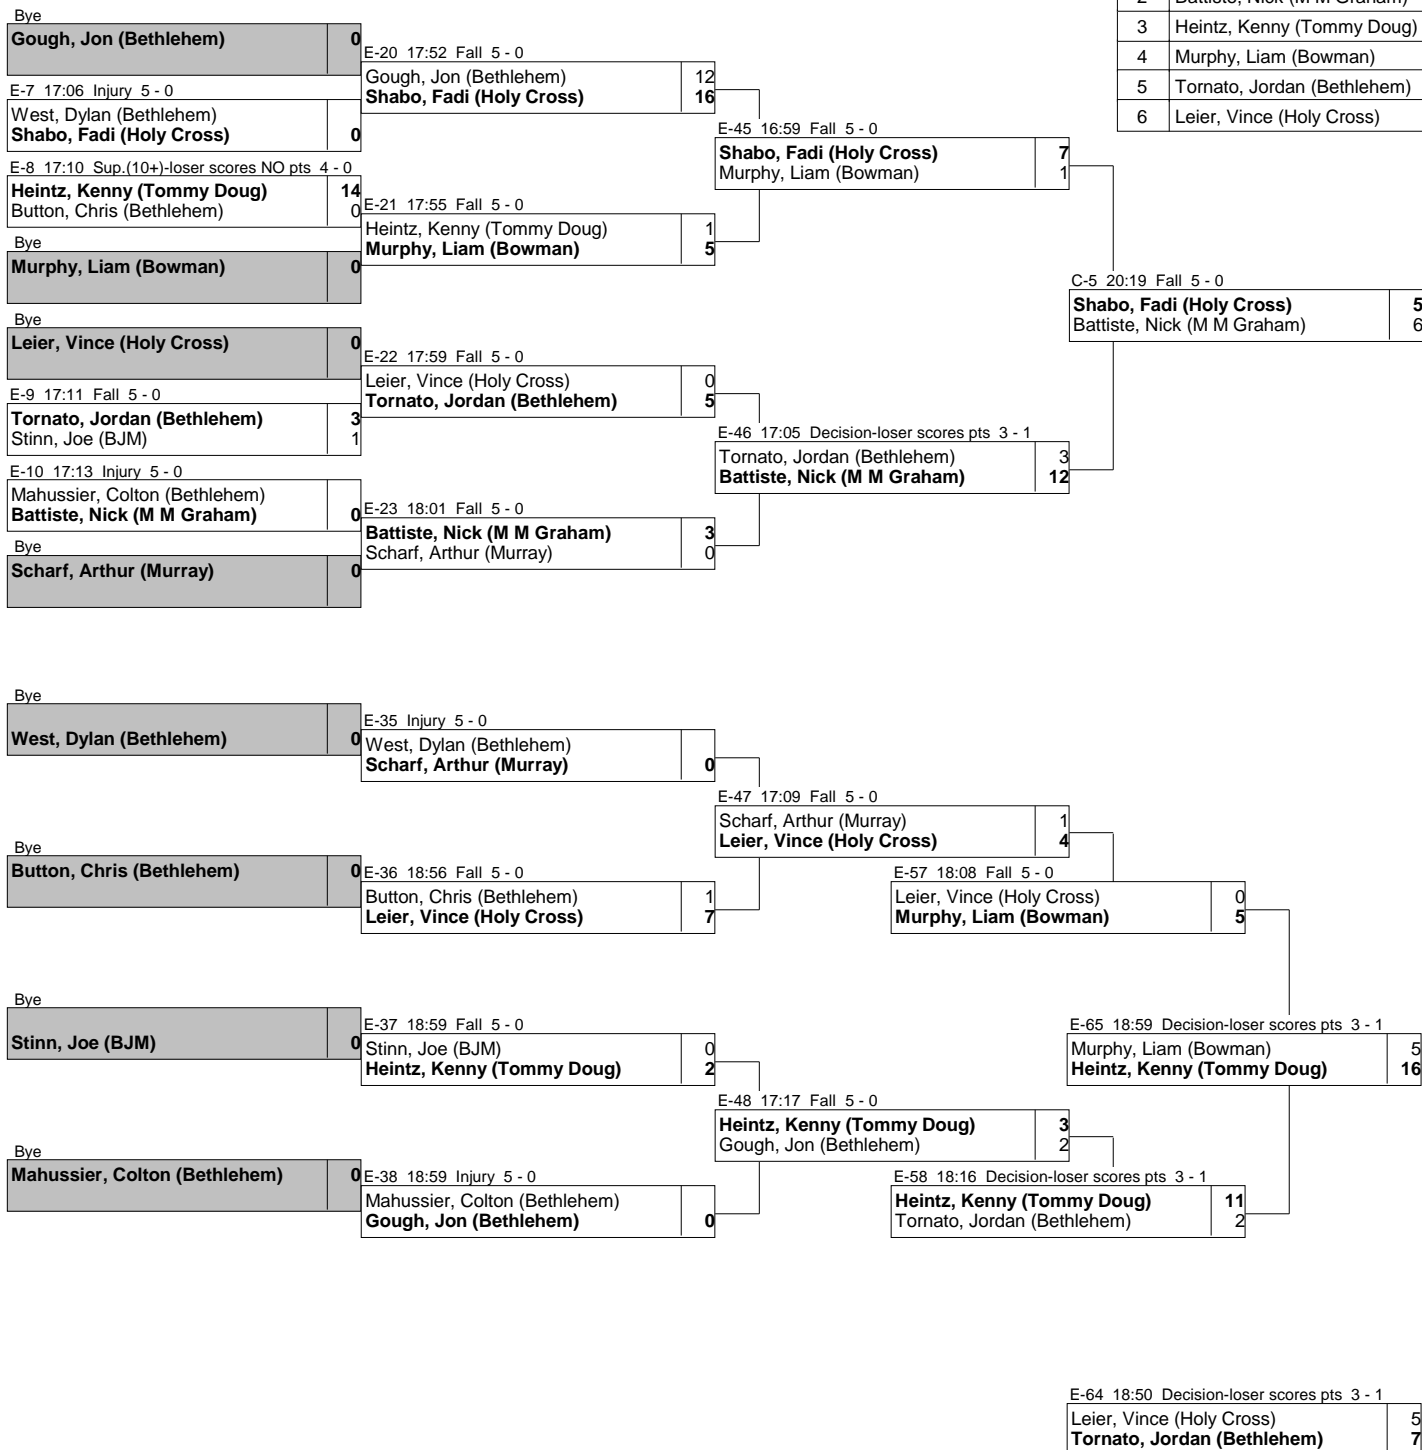 Bye
Gough, Jon (Bethlehem) 0
E-7 17:06 Injury 5 - 0
West, Dylan (Bethlehem)
Shabo, Fadi (Holy Cross) 0
E-8 17:10 Sup.(10+)-loser scores NO pts 4 - 0
Heintz, Kenny (Tommy Doug) 14
Button, Chris (Bethlehem) 0
Bye
Murphy, Liam (Bowman) 0
Bye
Leier, Vince (Holy Cross) 0
E-9 17:11 Fall 5 - 0
Tornato, Jordan (Bethlehem) 3
Stinn, Joe (BJM) 1
E-10 17:13 Injury 5 - 0
Mahussier, Colton (Bethlehem)
Battiste, Nick (M M Graham) 0
Bye
Scharf, Arthur (Murray) 0
E-20 17:52 Fall 5 - 0
Gough, Jon (Bethlehem) 12
Shabo, Fadi (Holy Cross) 16
E-21 17:55 Fall 5 - 0
Heintz, Kenny (Tommy Doug) 1
Murphy, Liam (Bowman) 5
E-22 17:59 Fall 5 - 0
Leier, Vince (Holy Cross) 0
Tornato, Jordan (Bethlehem) 5
E-23 18:01 Fall 5 - 0
Battiste, Nick (M M Graham) 3
Scharf, Arthur (Murray) 0
E-45 16:59 Fall 5 - 0
Shabo, Fadi (Holy Cross) 7
Murphy, Liam (Bowman) 1
E-46 17:05 Decision-loser scores pts 3 - 1
Tornato, Jordan (Bethlehem) 3
Battiste, Nick (M M Graham) 12
2 Battiste, Nick (M M Graham)
3 Heintz, Kenny (Tommy Doug)
4 Murphy, Liam (Bowman)
5 Tornato, Jordan (Bethlehem)
6 Leier, Vince (Holy Cross)
C-5 20:19 Fall 5 - 0
Shabo, Fadi (Holy Cross) 5
Battiste, Nick (M M Graham) 6
Bye
West, Dylan (Bethlehem) 0
Bye
Button, Chris (Bethlehem) 0
Bye
Stinn, Joe (BJM) 0
Bye
Mahussier, Colton (Bethlehem) 0
E-35 Injury 5 - 0
West, Dylan (Bethlehem)
Scharf, Arthur (Murray) 0
E-36 18:56 Fall 5 - 0
Button, Chris (Bethlehem) 1
Leier, Vince (Holy Cross) 7
E-37 18:59 Fall 5 - 0
Stinn, Joe (BJM) 0
Heintz, Kenny (Tommy Doug) 2
E-38 18:59 Injury 5 - 0
Mahussier, Colton (Bethlehem)
Gough, Jon (Bethlehem) 0
E-47 17:09 Fall 5 - 0
Scharf, Arthur (Murray) 1
Leier, Vince (Holy Cross) 4
E-48 17:17 Fall 5 - 0
Heintz, Kenny (Tommy Doug) 3
Gough, Jon (Bethlehem) 2
E-57 18:08 Fall 5 - 0
Leier, Vince (Holy Cross) 0
Murphy, Liam (Bowman) 5
E-58 18:16 Decision-loser scores pts 3 - 1
Heintz, Kenny (Tommy Doug) 11
Tornato, Jordan (Bethlehem) 2
E-65 18:59 Decision-loser scores pts 3 - 1
Murphy, Liam (Bowman) 5
Heintz, Kenny (Tommy Doug) 16
E-64 18:50 Decision-loser scores pts 3 - 1
Leier, Vince (Holy Cross) 5
Tornato, Jordan (Bethlehem) 7